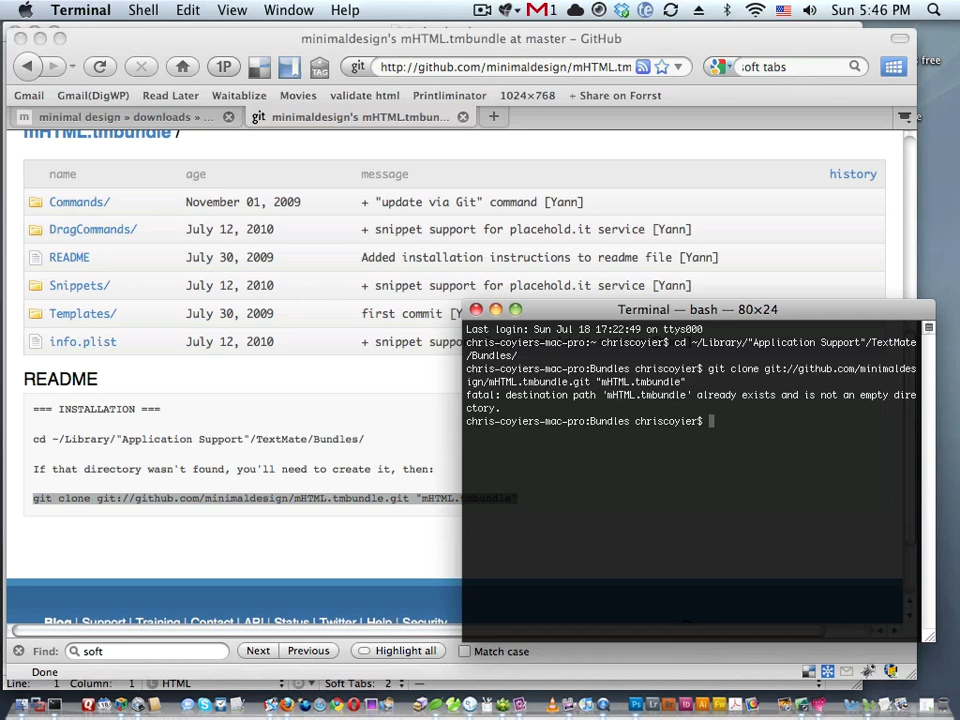 Terminal Shell Edit View Window Help 1 Sun 5:46 PM
minimaldesign's mHTML.tmbundle at master – GitHub
free
1P TAG git http://github.com/minimaldesign/mHTML.tm soft tabs
Gmail Gmail(DigWP) Read Later Waitablize Movies validate html Printliminator 1024×768 + Share on Forrst
m minimal design » downloads » ... git minimaldesign's mHTML.tmbun... +
mHTML.tmbundle /
name age message history
Commands/ November 01, 2009 + "update via Git" command [Yann]
DragCommands/ July 12, 2010 + snippet support for placehold.it service [Yann]
README July 30, 2009 Added installation instructions to readme file [Yann]
Snippets/ July 12, 2010 + snippet support for placehold.it service [Yann]
Templates/ July 30, 2009 first commit [Y
info.plist July 12, 2010 + snippet suppo
README
=== INSTALLATION ===
cd ~/Library/"Application Support"/TextMate/Bundles/
If that directory wasn't found, you'll need to create it, then:
git clone git://github.com/minimaldesign/mHTML.tmbundle.git "mHTML.tmbundle"
Blog | Support | Training | Contact | API | Status | Twitter | Help | Security
Terminal — bash — 80×24
Last login: Sun Jul 18 17:22:49 on ttys000
chris-coyiers-mac-pro:~ chriscoyier$ cd ~/Library/"Application Support"/TextMate
/Bundles/
chris-coyiers-mac-pro:Bundles chriscoyier$ git clone git://github.com/minimaldes
ign/mHTML.tmbundle.git "mHTML.tmbundle"
fatal: destination path 'mHTML.tmbundle' already exists and is not an empty dire
ctory.
chris-coyiers-mac-pro:Bundles chriscoyier$
Find: soft Next Previous Highlight all Match case
Done
Line: 1 Column: 1 HTML Soft Tabs: 2